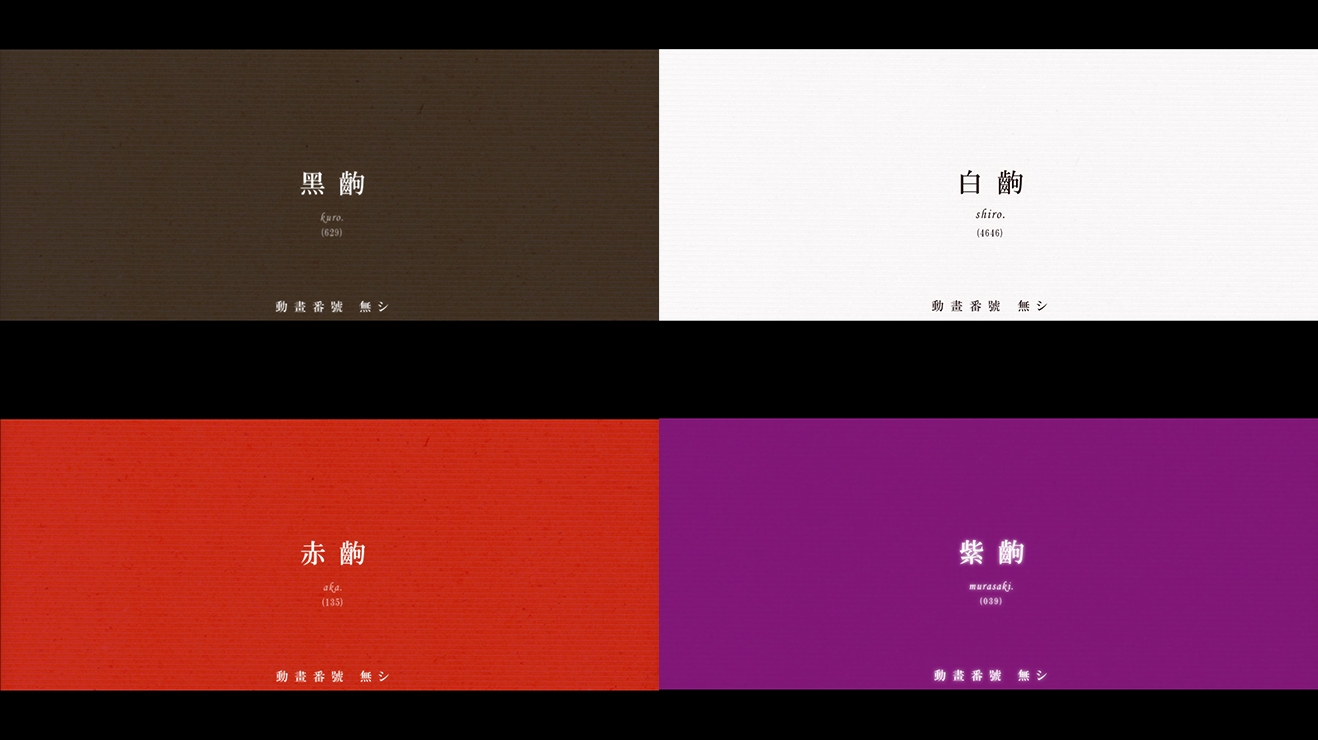 黑 齣
kuro.
(629)
動畫番號 無シ
白 齣
shiro.
(4646)
動畫番號 無シ
赤 齣
aka.
(135)
動畫番號 無シ
紫 齣
murasaki.
(039)
動畫番號 無シ